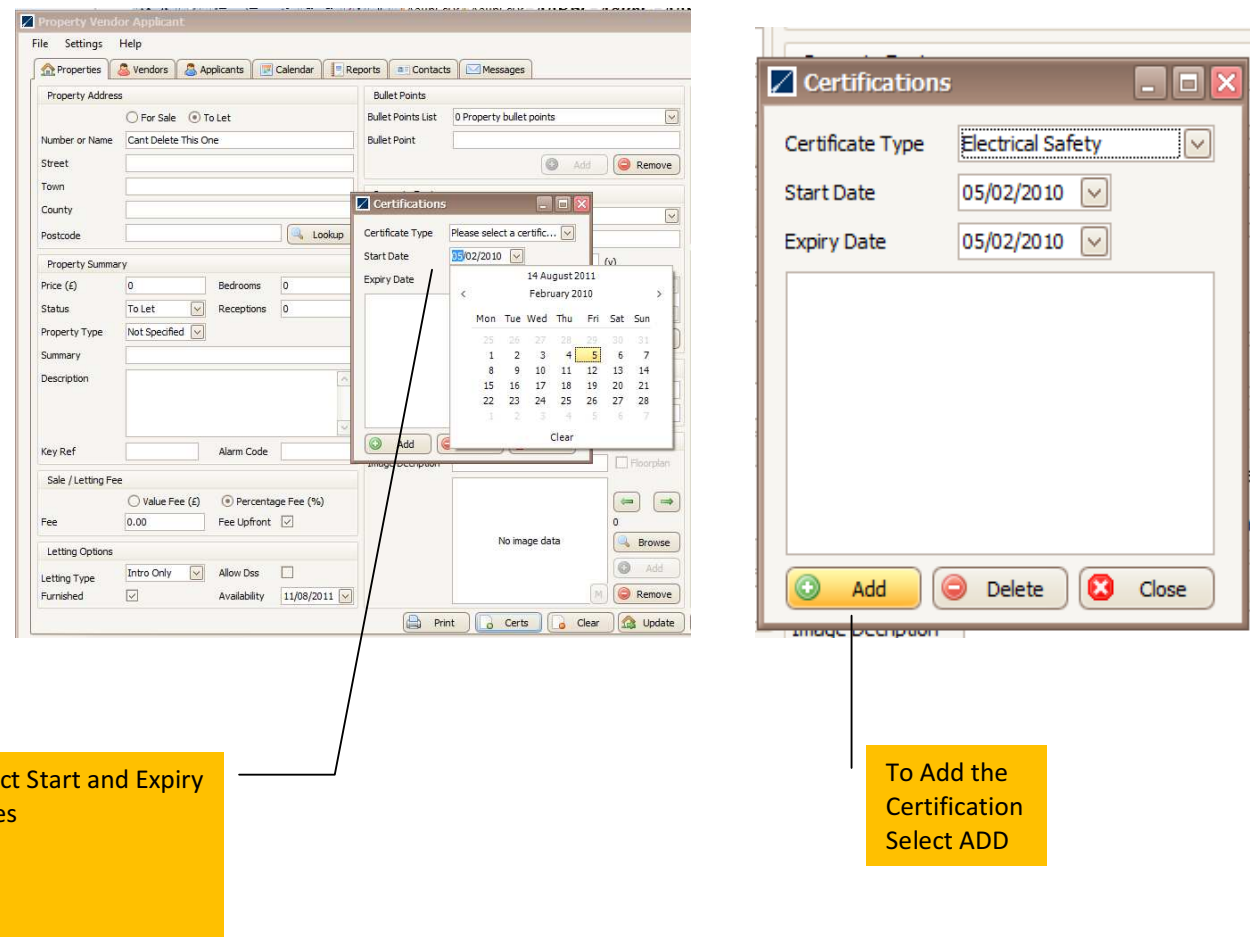 Property Vendor Applicant
File Settings Help
Properties Vendors Applicants Calendar Reports Contacts Messages
Property Address
For Sale To Let
Number or Name Cant Delete This One
Street
Town
County
Postcode Lookup
Property Summary
Price (£) 0 Bedrooms 0
Status To Let Receptions 0
Property Type Not Specified
Summary
Description
Key Ref Alarm Code
Sale / Letting Fee
Value Fee (£) Percentage Fee (%)
Fee 0.00 Fee Upfront
Letting Options
Letting Type Intro Only Allow Dss
Furnished Availability 11/08/2011
Bullet Points
Bullet Points List 0 Property bullet points
Bullet Point
Add Remove
(y)
Certifications
Certificate Type Please select a certific...
Start Date 05/02/2010
Expiry Date
14 August 2011
< February 2010 >
Mon Tue Wed Thu Fri Sat Sun
25 26 27 28 29 30 31
1 2 3 4 5 6 7
8 9 10 11 12 13 14
15 16 17 18 19 20 21
22 23 24 25 26 27 28
1 2 3 4 5 6 7
Clear
Add
Image Decription Floorplan
No image data
0
Browse
Add
M Remove
Print Certs Clear Update
ct Start and Expiry
es
Certifications
Certificate Type Electrical Safety
Start Date 05/02/2010
Expiry Date 05/02/2010
Add Delete Close
Image Decription
To Add the
Certification
Select ADD